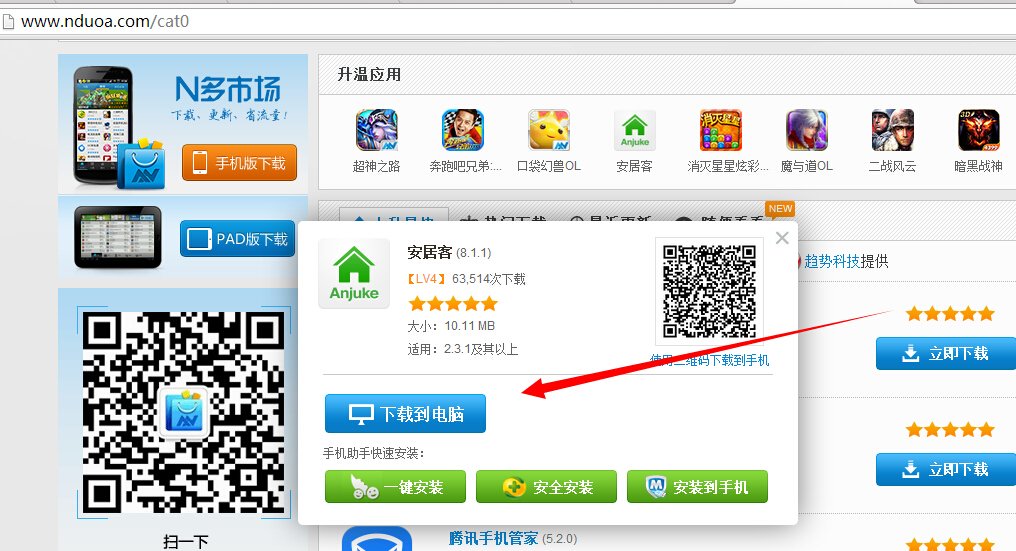 www.nduoa.com/cat0
N多市场
下载、更新、省流量！
手机版下载
PAD版下载
扫一下
升温应用
超神之路
奔跑吧兄弟:...
口袋幻兽OL
安居客
消灭星星炫彩...
魔与道OL
二战风云
暗黑战神
NEW
趋势科技提供
安居客 (8.1.1)
【LV4】 63,514次下载
大小：10.11 MB
适用：2.3.1及其以上
Anjuke
使用二维码下载到手机
下载到电脑
手机助手快速安装：
一键安装
安全安装
安装到手机
立即下载
立即下载
腾讯手机管家 (5.2.0)